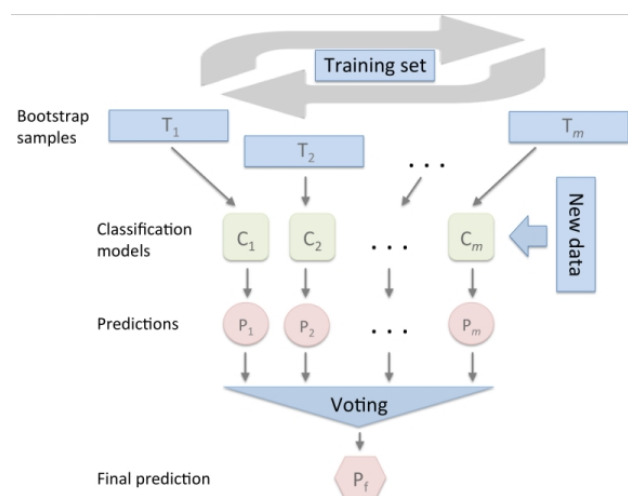 Training set
Bootstrap
samples
T1
T2
. . .
Tm
Classification
models
C1
C2
. . .
Cm
New data
Predictions
P1
P2
. . .
Pm
Voting
Final prediction
Pf